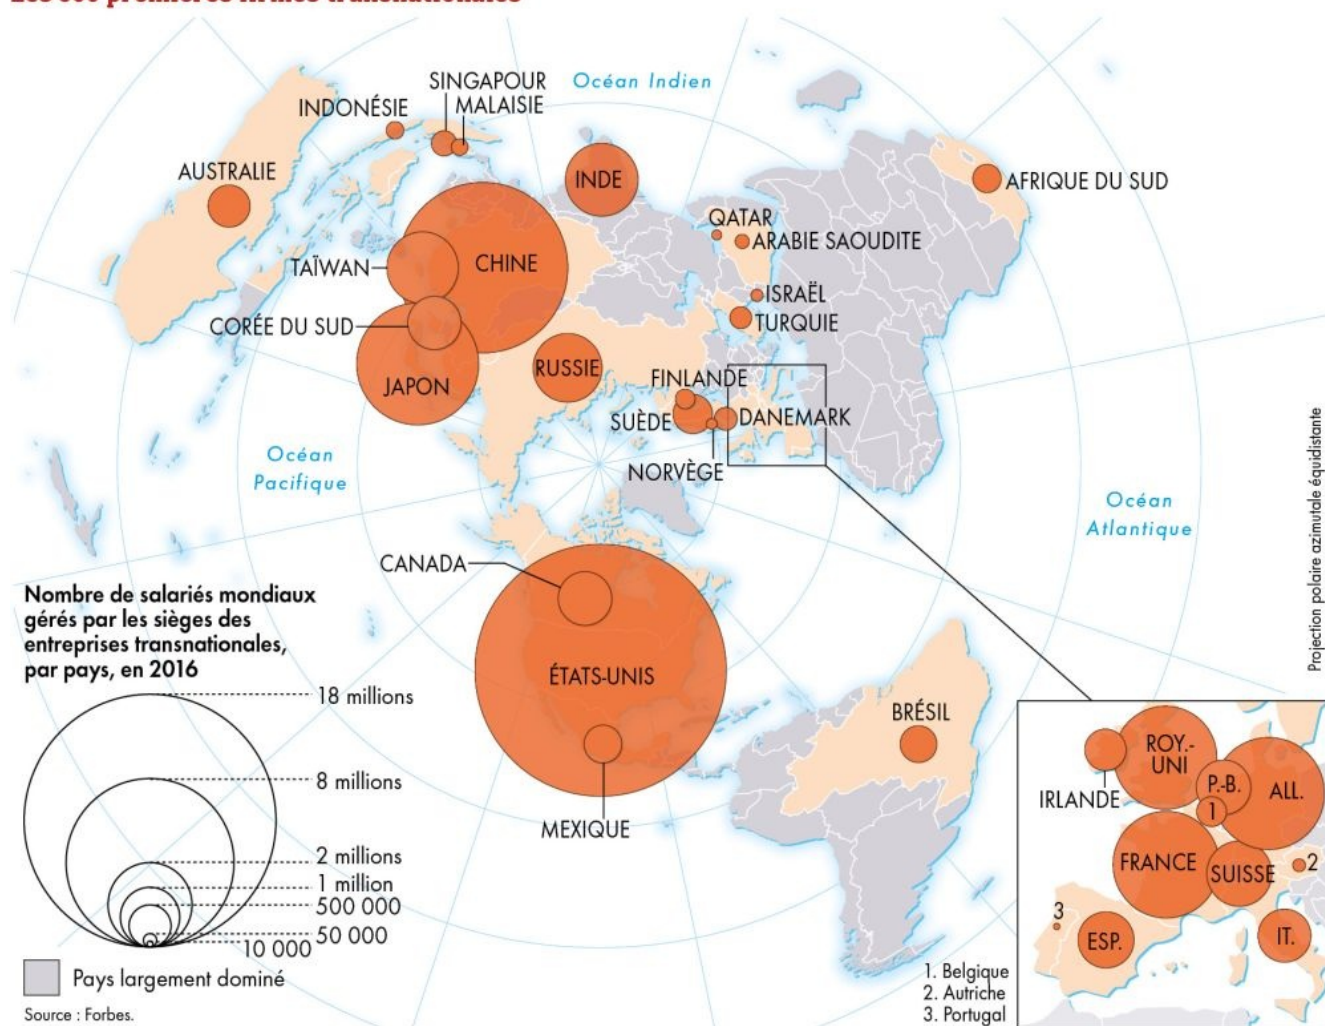 SINGAPOUR
MALAISIE
Océan Indien
INDONÉSIE
AUSTRALIE
INDE
AFRIQUE DU SUD
QATAR
ARABIE SAOUDITE
TAÏWAN
CHINE
ISRAËL
TURQUIE
CORÉE DU SUD
JAPON
RUSSIE
FINLANDE
SUÈDE
DANEMARK
NORVÈGE
Océan
Pacifique
Océan
Atlantique
Projection polaire azimutale équidistante
CANADA
ÉTATS-UNIS
MEXIQUE
BRÉSIL
Nombre de salariés mondiaux
gérés par les sièges des
entreprises transnationales,
par pays, en 2016
18 millions
8 millions
2 millions
1 million
500 000
50 000
10 000
Pays largement dominé
Source : Forbes.
ROY.-
UNI
IRLANDE
P.-B.
ALL.
1
FRANCE
SUISSE
2
3
ESP.
IT.
1. Belgique
2. Autriche
3. Portugal